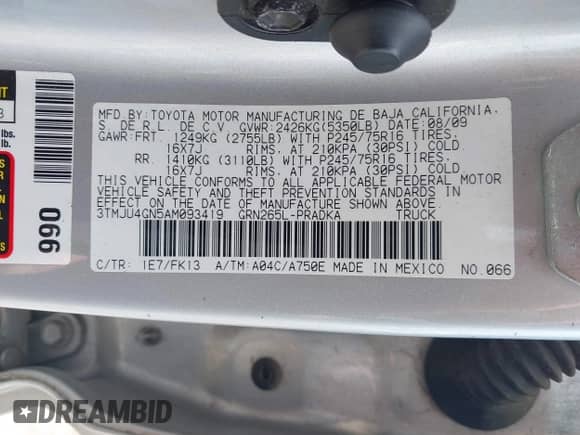 MFD.BY:TOYOTA MOTOR MANUFACTURING DE BAJA CALIFORNIA,
S. DE R.L. DE C.V. GVWR:2426KG(5350LB) DATE:08/09
GAWR:FRT. 1249KG (2755LB) WITH P245/75R16 TIRES,
16X7J RIMS, AT 210KPA (30PSI) COLD
RR. 1410KG (3110LB) WITH P245/75R16 TIRES,
16X7J RIMS, AT 210KPA (30PSI) COLD
THIS VEHICLE CONFORMS TO ALL APPLICABLE FEDERAL MOTOR
VEHICLE SAFETY AND THEFT PREVENTION STANDARDS IN
EFFECT ON THE DATE OF MANUFACTURE SHOWN ABOVE.
3TMJU4GN5AM093419 GRN265L-PRADKA TRUCK
C/TR: 1E7/FK13 A/TM:A04C/A750E MADE IN MEXICO NO.066
NT
3
lbs.
lb.
990
DREAMBID